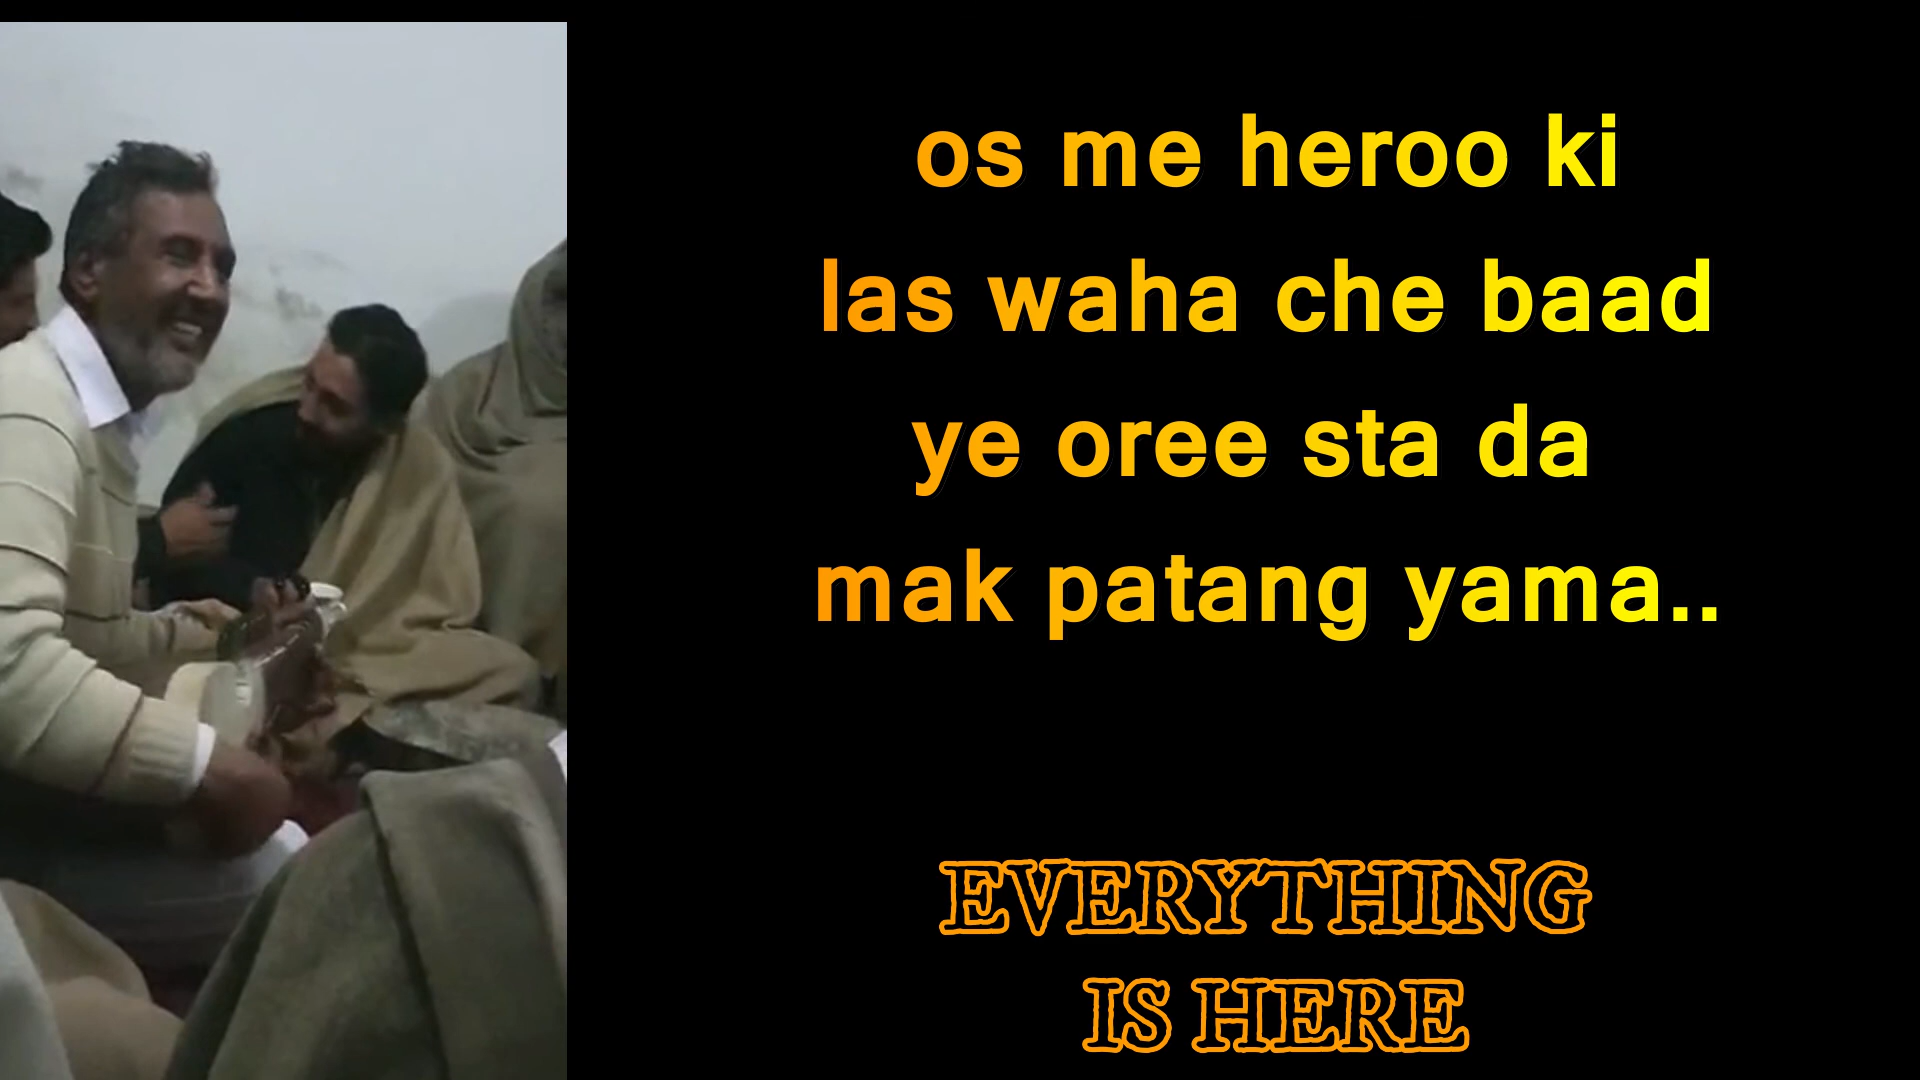 os me heroo ki
las waha che baad
ye oree sta da
mak patang yama..
EVERYTHING
IS HERE